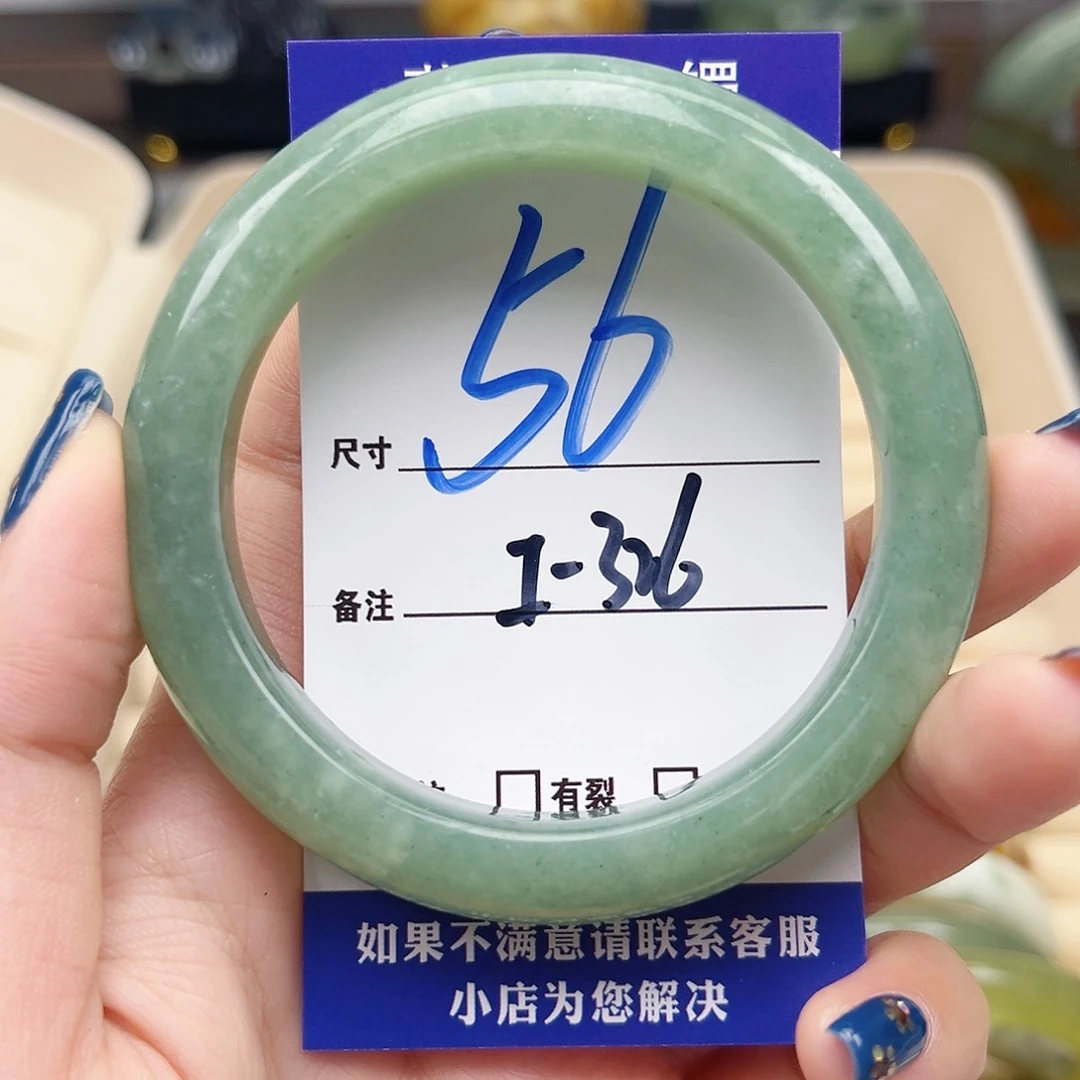 尺寸 56
备注 I-326
有裂
如果不满意请联系客服
小店为您解决